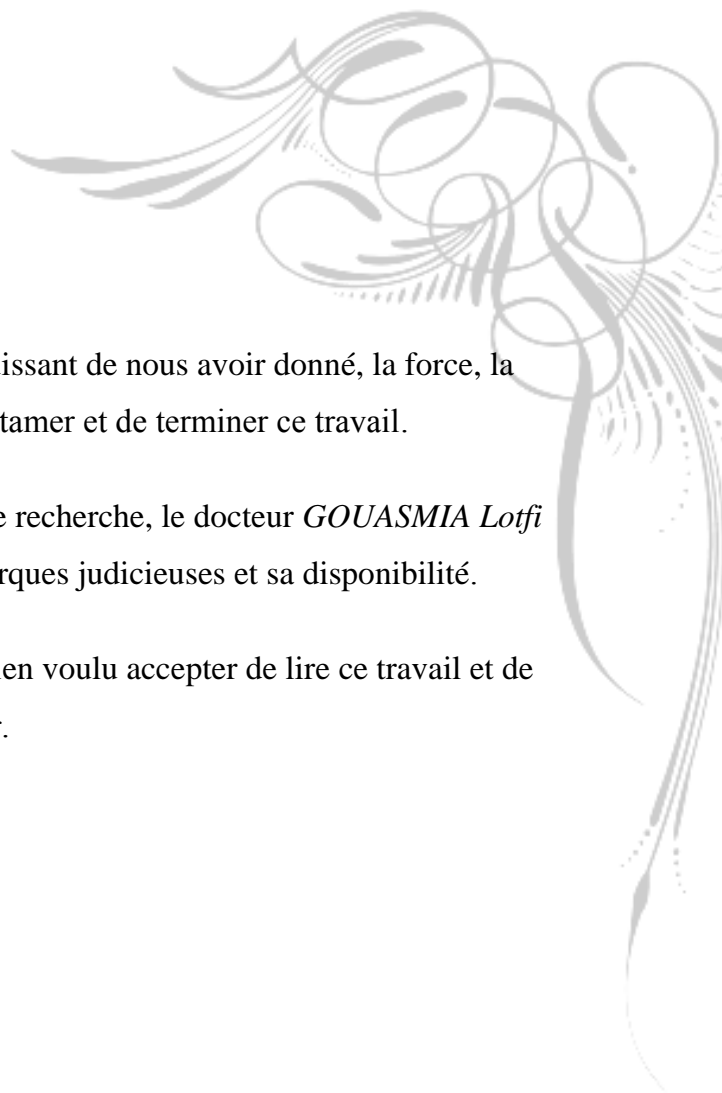 issant de nous avoir donné, la force, la
tamer et de terminer ce travail.
e recherche, le docteur GOUASMIA Lotfi
rques judicieuses et sa disponibilité.
en voulu accepter de lire ce travail et de